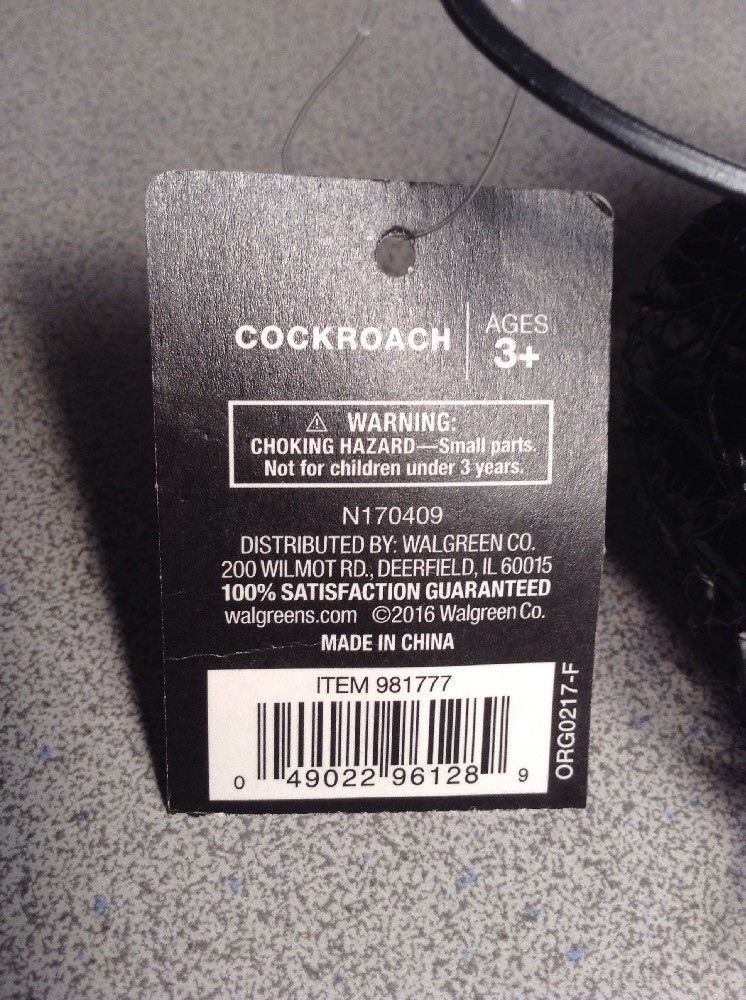 COCKROACH
AGES
3+
⚠ WARNING:
CHOKING HAZARD—Small parts.
Not for children under 3 years.
N170409
DISTRIBUTED BY: WALGREEN CO.
200 WILMOT RD., DEERFIELD, IL 60015
100% SATISFACTION GUARANTEED
walgreens.com ©2016 Walgreen Co.
MADE IN CHINA
ITEM 981777
0 49022 96128 9
ORG0217-F